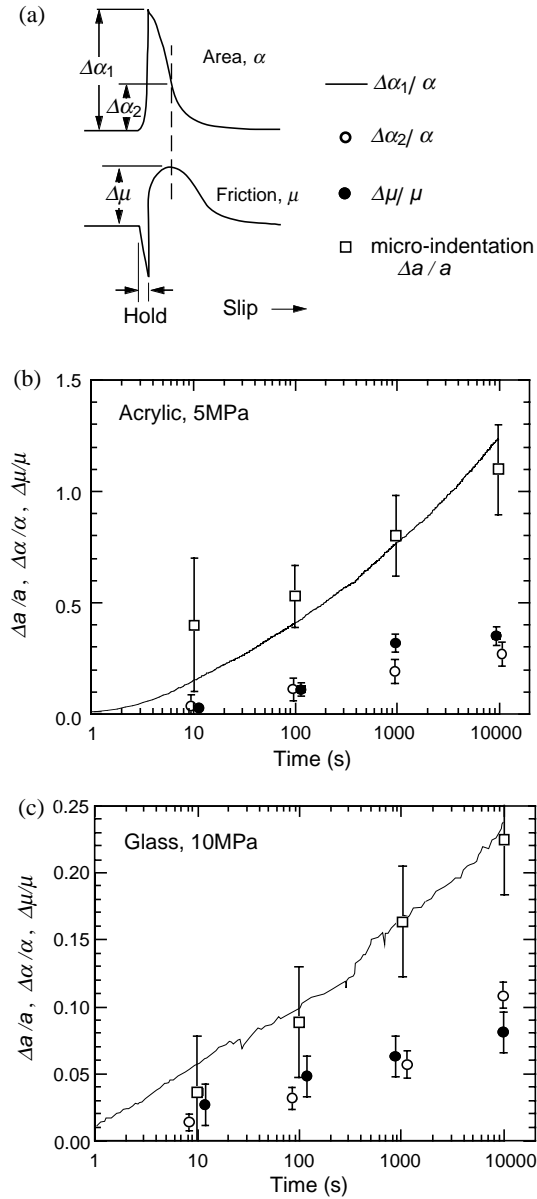 (a)
Δα1
Δα2
Area, α
Δμ
Friction, μ
Hold
Slip
Δα1/ α
Δα2/ α
Δμ/ μ
micro-indentation
Δa / a
(b)
Acrylic, 5MPa
Δa /a , Δα/α , Δμ/μ
1.5
1.0
0.5
0.0
1
10
100
1000
10000
Time (s)
(c)
Glass, 10MPa
Δa /a , Δα/α , Δμ/μ
0.25
0.20
0.15
0.10
0.05
0.00
1
10
100
1000
10000
Time (s)